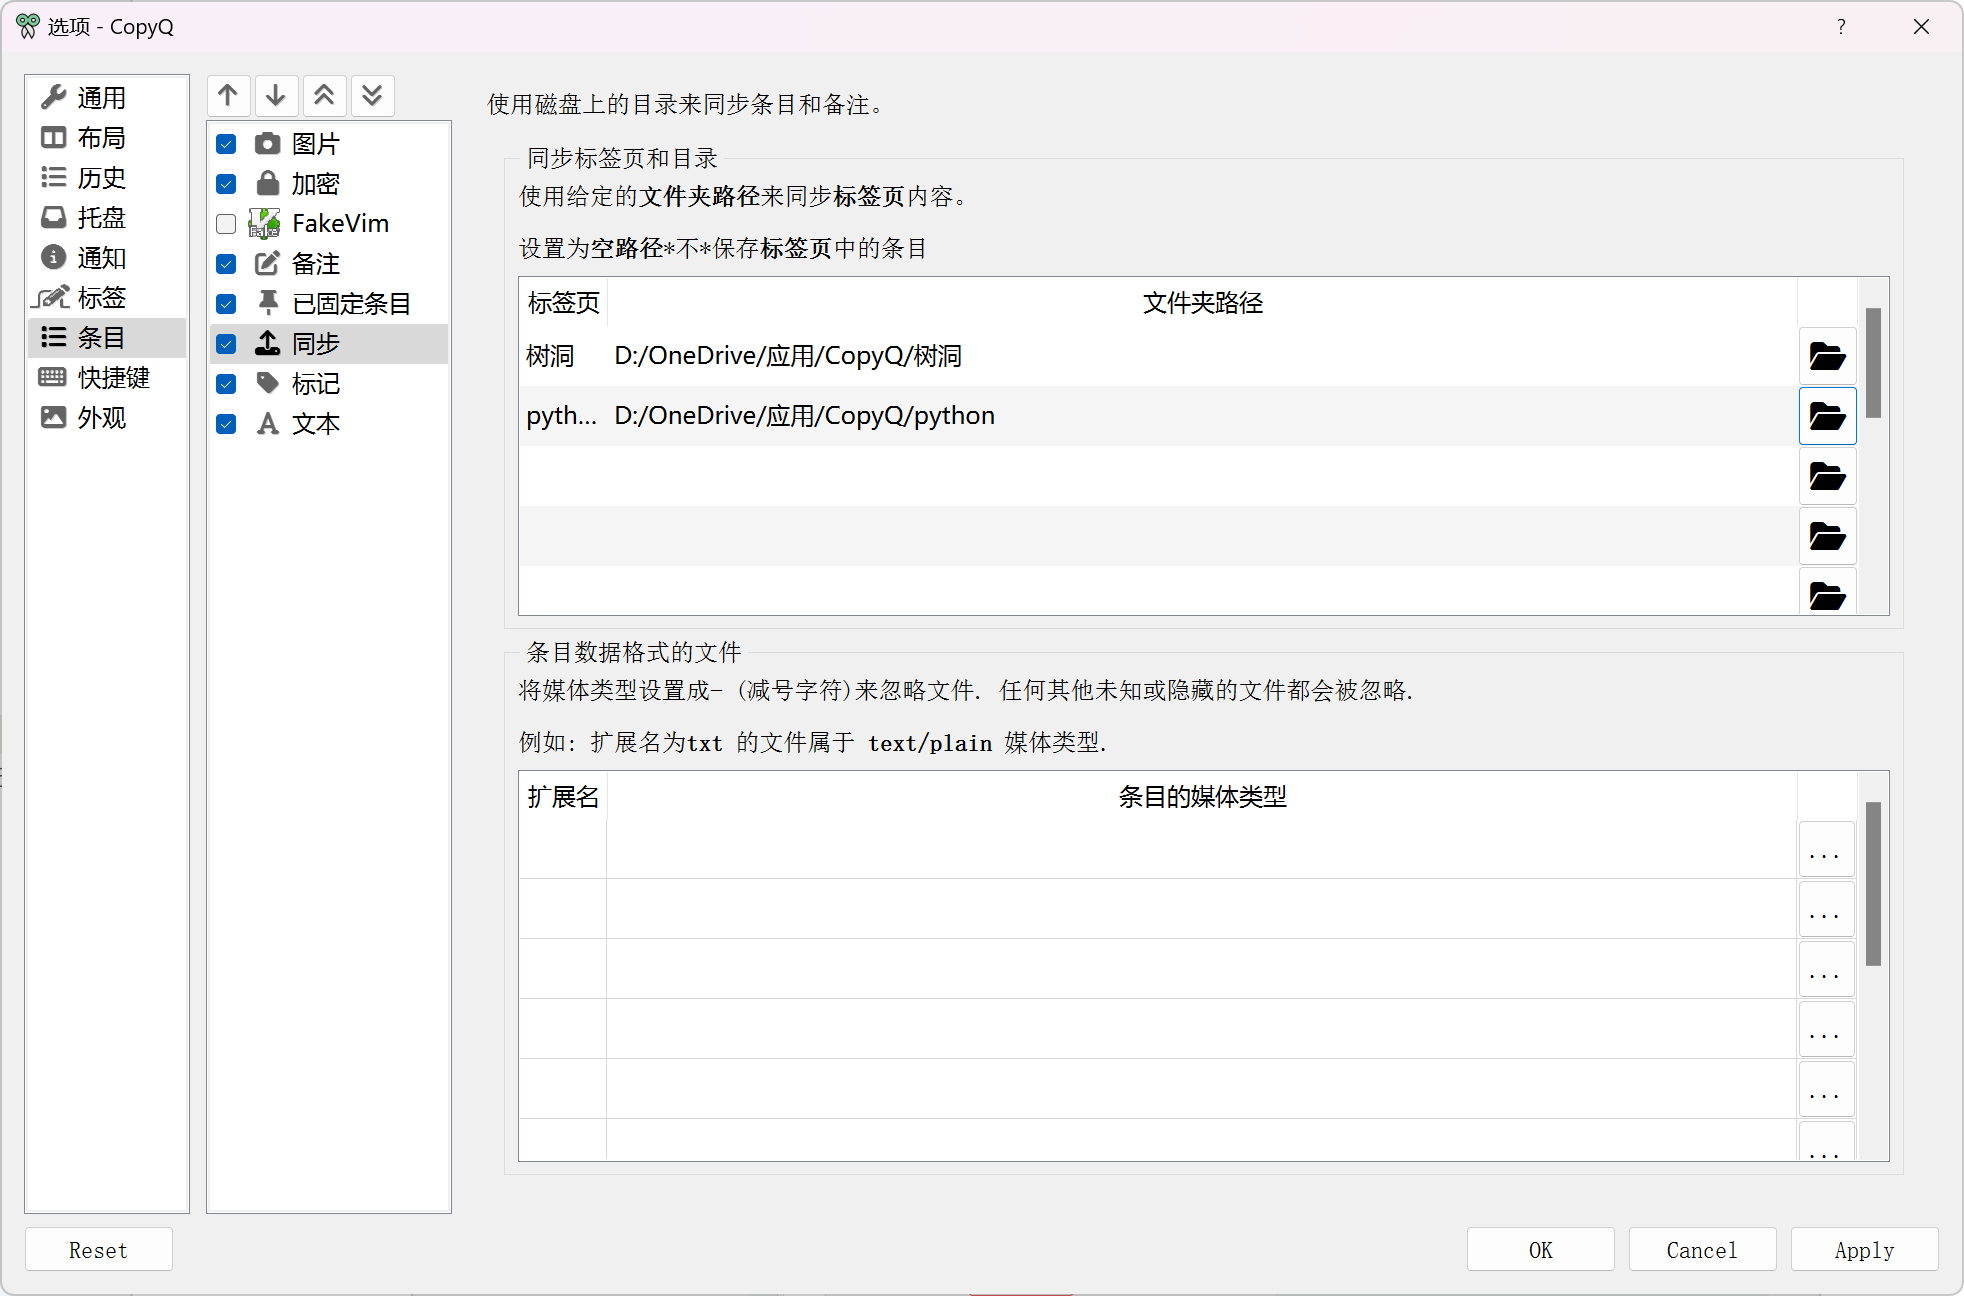 选项 - CopyQ
?
通用
布局
历史
托盘
通知
标签
条目
快捷键
外观
图片
加密
FakeVim
备注
已固定条目
同步
标记
文本
使用磁盘上的目录来同步条目和备注。
同步标签页和目录
使用给定的文件夹路径来同步标签页内容。
设置为空路径*不*保存标签页中的条目
标签页 文件夹路径
树洞 D:/OneDrive/应用/CopyQ/树洞
pyth... D:/OneDrive/应用/CopyQ/python
条目数据格式的文件
将媒体类型设置成- (减号字符)来忽略文件. 任何其他未知或隐藏的文件都会被忽略.
例如: 扩展名为txt 的文件属于 text/plain 媒体类型.
扩展名 条目的媒体类型
...
...
...
...
...
...
Reset OK Cancel Apply